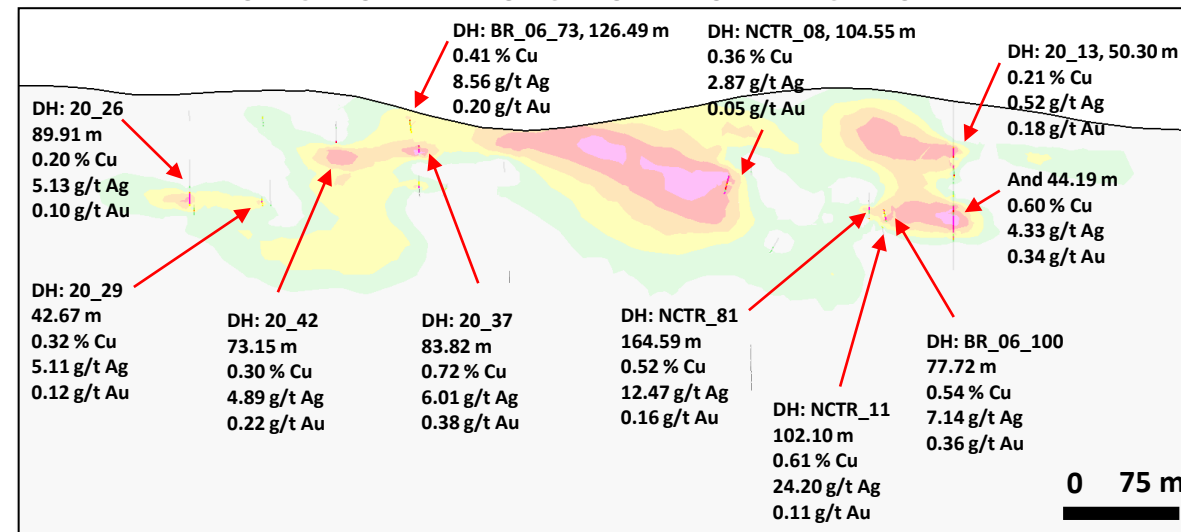 DH: BR_06_73, 126.49 m
0.41 % Cu
8.56 g/t Ag
0.20 g/t Au
DH: NCTR_08, 104.55 m
0.36 % Cu
2.87 g/t Ag
0.05 g/t Au
DH: 20_13, 50.30 m
0.21 % Cu
0.52 g/t Ag
0.18 g/t Au
And 44.19 m
0.60 % Cu
4.33 g/t Ag
0.34 g/t Au
DH: 20_26
89.91 m
0.20 % Cu
5.13 g/t Ag
0.10 g/t Au
DH: 20_29
42.67 m
0.32 % Cu
5.11 g/t Ag
0.12 g/t Au
DH: 20_42
73.15 m
0.30 % Cu
4.89 g/t Ag
0.22 g/t Au
DH: 20_37
83.82 m
0.72 % Cu
6.01 g/t Ag
0.38 g/t Au
DH: NCTR_81
164.59 m
0.52 % Cu
12.47 g/t Ag
0.16 g/t Au
DH: NCTR_11
102.10 m
0.61 % Cu
24.20 g/t Ag
0.11 g/t Au
DH: BR_06_100
77.72 m
0.54 % Cu
7.14 g/t Ag
0.36 g/t Au
0 75 m